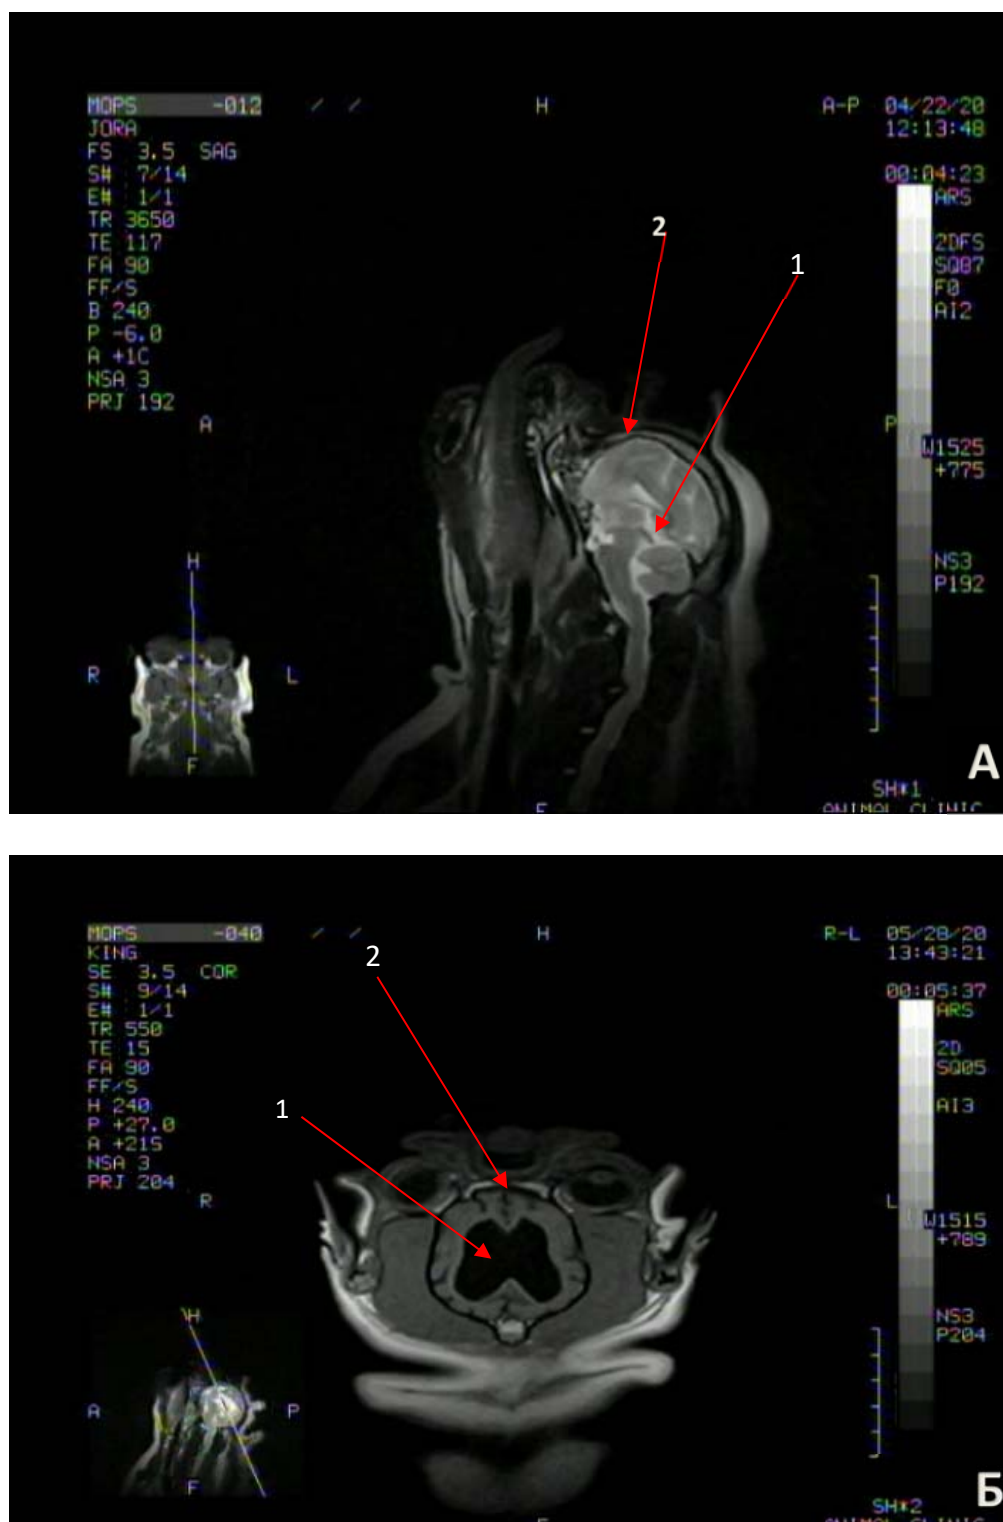 MOPS -012 / / H A-P 04/22/20
JORA 12:13:48
FS 3.5 SAG
S# 7/14 00:04:23
E# 1/1 ARS
TR 3650
TE 117 2DFS
FA 90 SQ87
FF/S F0
B 240 AI2
P -6.0
A +1C
NSA 3
PRJ 192
2
1
A P
W1525
+775
H NS3
P192
R L
F
SH*1
А
ANIMAL CLINIC
MOPS -040 / / H R-L 05/28/20
KING 13:43:21
SE 3.5 COR
S# 9/14 00:05:37
E# 1/1 ARS
TR 550
TE 15 2D
FA 90 SQ05
FF/S
H 240 AI3
P +27.0
A +215
NSA 3
PRJ 204
2
1
R L
W1515
+789
H NS3
P204
A P
F
SH*2
Б